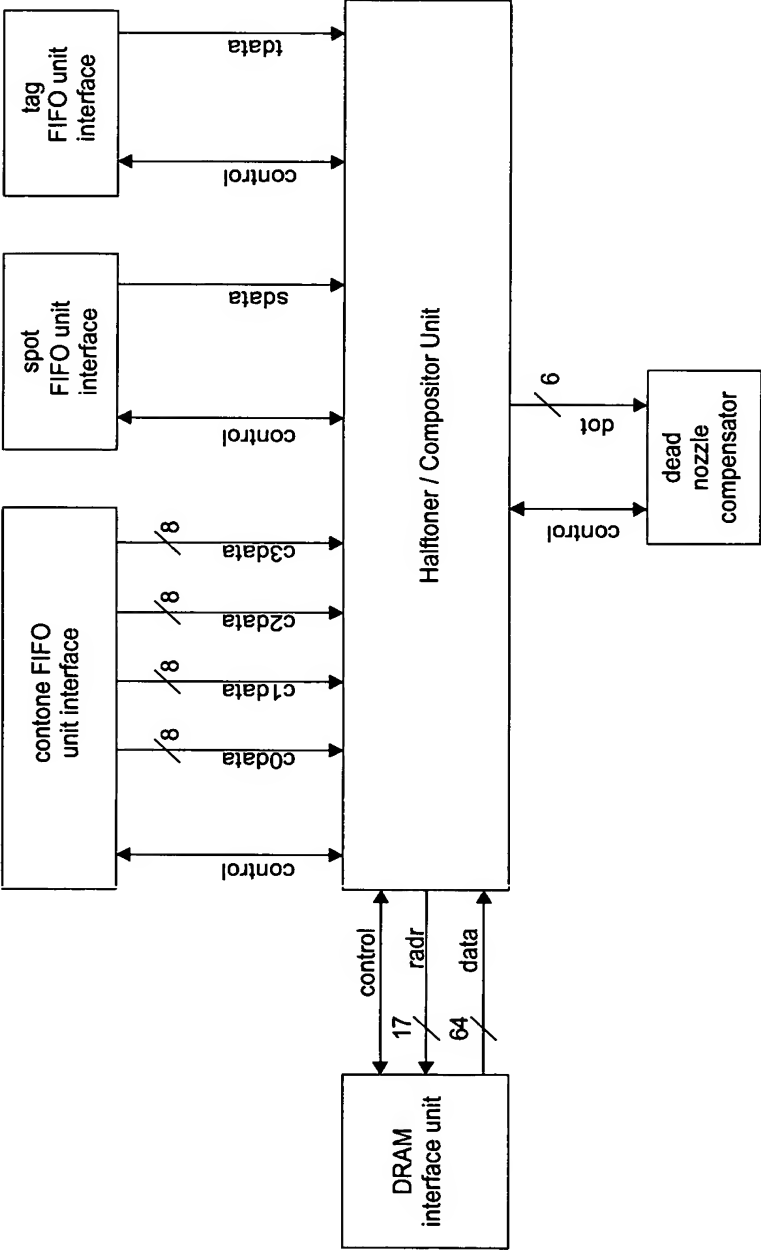 contone FIFO
unit interface
spot
FIFO unit
interface
tag
FIFO unit
interface
control
8
c0data
8
c1data
8
c2data
8
c3data
control
sdata
control
tdata
DRAM
interface unit
control
17
radr
64
data
Halftoner / Compositor Unit
control
6
dot
dead
nozzle
compensator